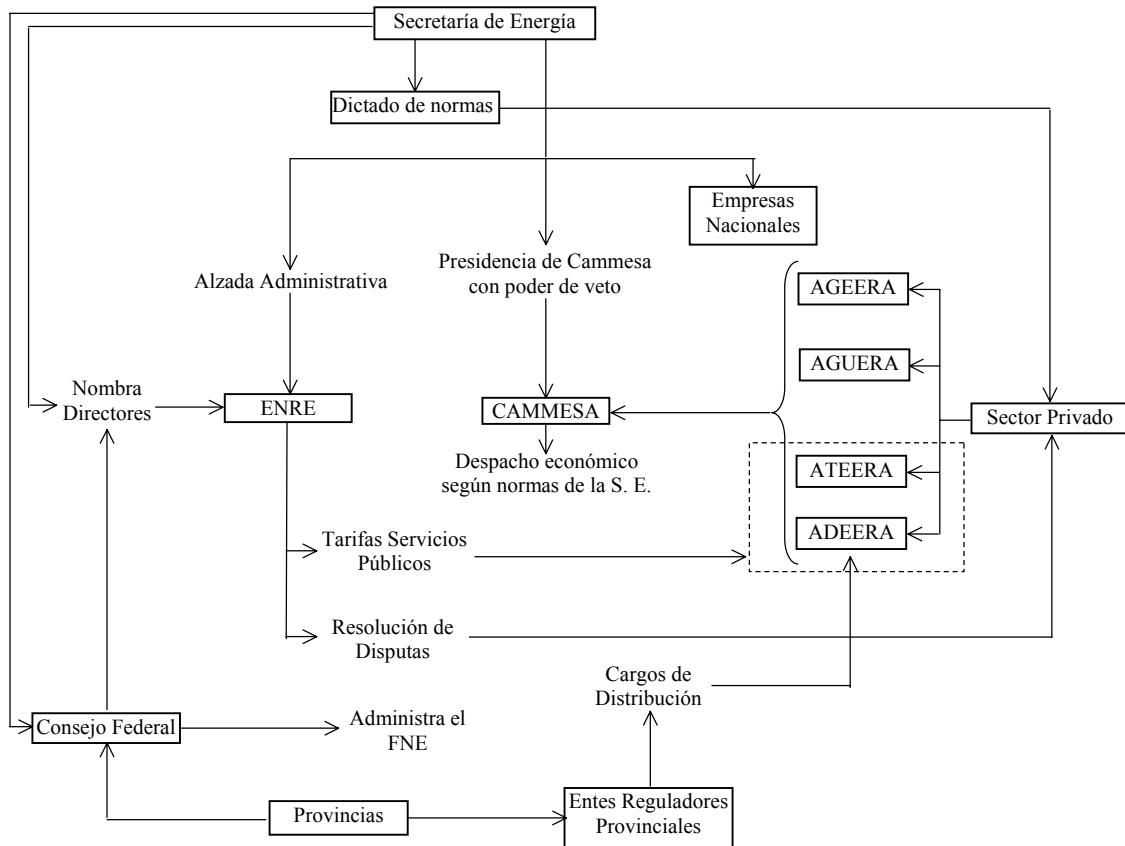 Secretaría de Energía
Dictado de normas
Empresas
Nacionales
Alzada Administrativa
Presidencia de Cammesa
con poder de veto
AGEERA
AGUERA
Nombra
Directores
ENRE
CAMMESA
Sector Privado
Despacho económico
según normas de la S. E.
ATEERA
ADEERA
Tarifas Servicios
Públicos
Resolución de
Disputas
Cargos de
Distribución
Consejo Federal
Administra el
FNE
Provincias
Entes Reguladores
Provinciales